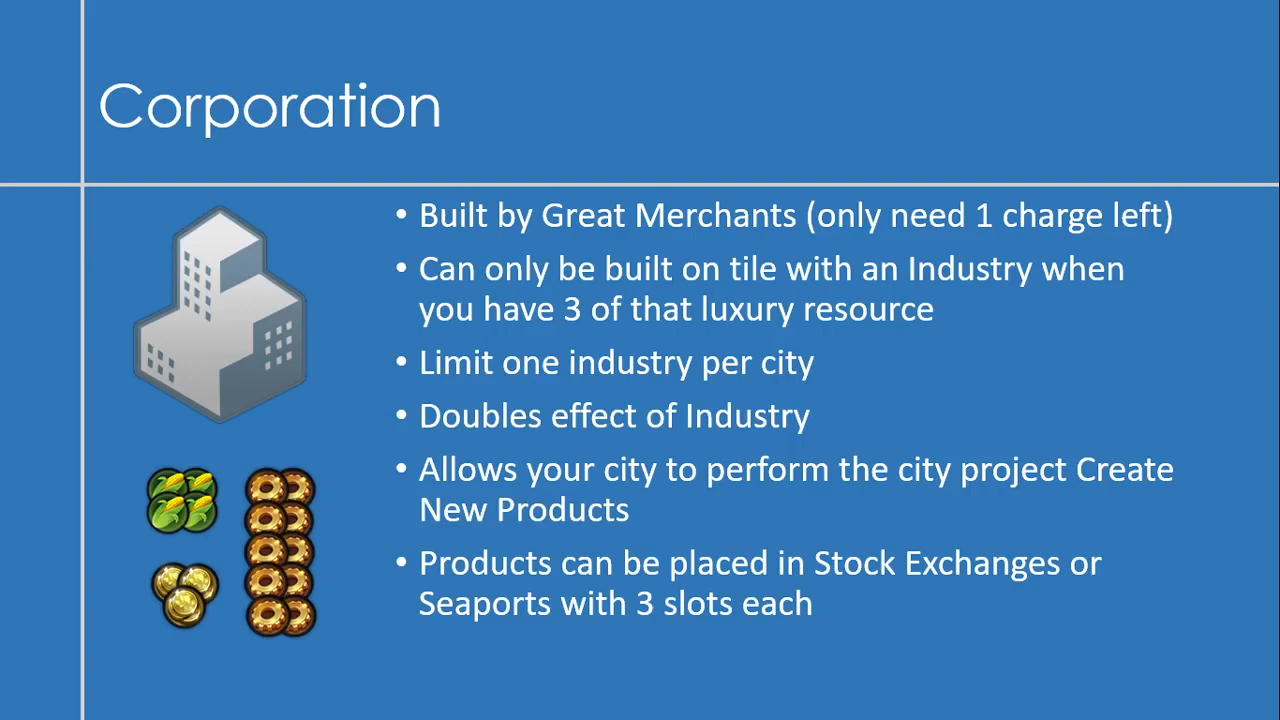 Corporation
• Built by Great Merchants (only need 1 charge left)
• Can only be built on tile with an Industry when
you have 3 of that luxury resource
• Limit one industry per city
• Doubles effect of Industry
• Allows your city to perform the city project Create
New Products
• Products can be placed in Stock Exchanges or
Seaports with 3 slots each